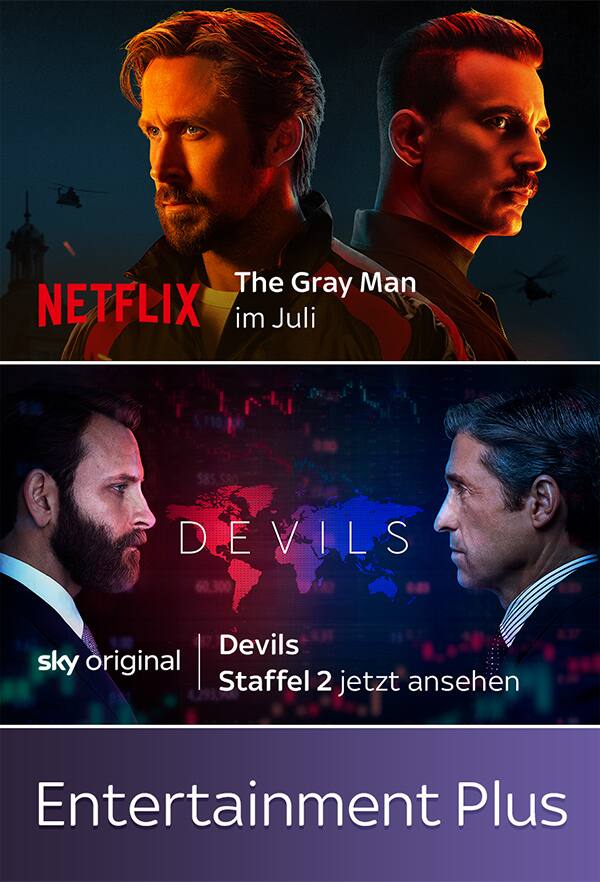 NETFLIX
The Gray Man
im Juli
DEVILS
sky original
Devils
Staffel 2 jetzt ansehen
Entertainment Plus